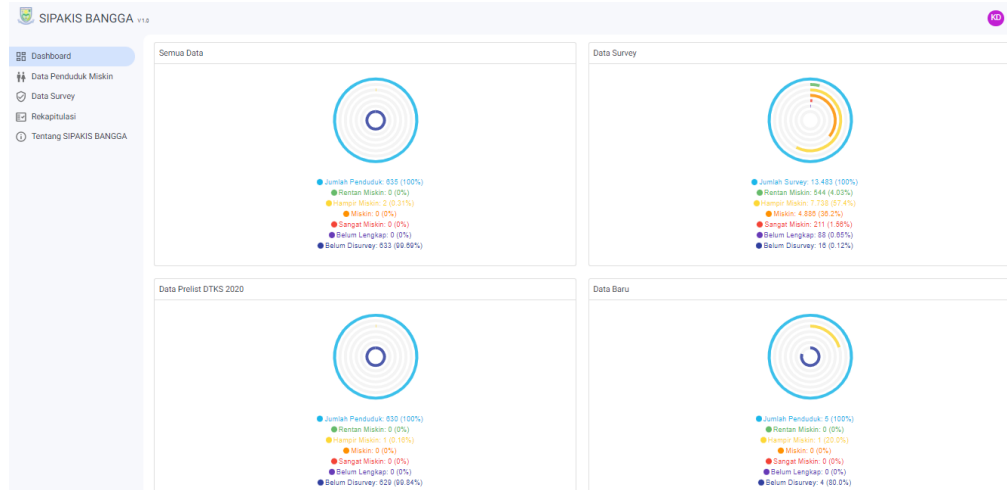 SIPAKIS BANGGA V1.0
KD
Dashboard
Data Penduduk Miskin
Data Survey
Rekapitulasi
Tentang SIPAKIS BANGGA
Semua Data
Jumlah Penduduk: 635 (100%)
Rentan Miskin: 0 (0%)
Hampir Miskin: 2 (0.31%)
Miskin: 0 (0%)
Sangat Miskin: 0 (0%)
Belum Lengkap: 0 (0%)
Belum Disurvey: 633 (99.69%)
Data Survey
Jumlah Survey: 13.483 (100%)
Rentan Miskin: 544 (4.03%)
Hampir Miskin: 7.733 (57.4%)
Miskin: 4.886 (36.2%)
Sangat Miskin: 211 (1.56%)
Belum Lengkap: 88 (0.65%)
Belum Disurvey: 16 (0.12%)
Data Prelist DTKS 2020
Jumlah Penduduk: 630 (100%)
Rentan Miskin: 0 (0%)
Hampir Miskin: 1 (0.16%)
Miskin: 0 (0%)
Sangat Miskin: 0 (0%)
Belum Lengkap: 0 (0%)
Belum Disurvey: 629 (99.84%)
Data Baru
Jumlah Penduduk: 5 (100%)
Rentan Miskin: 0 (0%)
Hampir Miskin: 1 (20.0%)
Miskin: 0 (0%)
Sangat Miskin: 0 (0%)
Belum Lengkap: 0 (0%)
Belum Disurvey: 4 (80.0%)